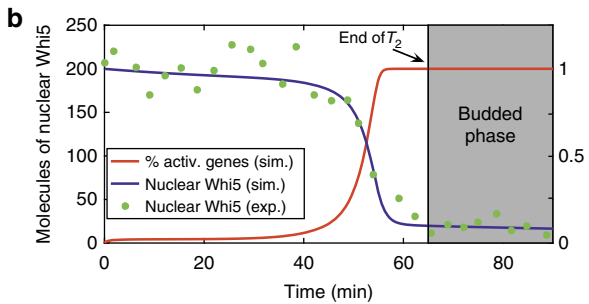 b
End of T2
250
200
150
100
50
0
Molecules of nuclear Whi5
% activ. genes (sim.)
Nuclear Whi5 (sim.)
Nuclear Whi5 (exp.)
Budded
phase
1
0.5
0
0
20
40
60
80
Time (min)